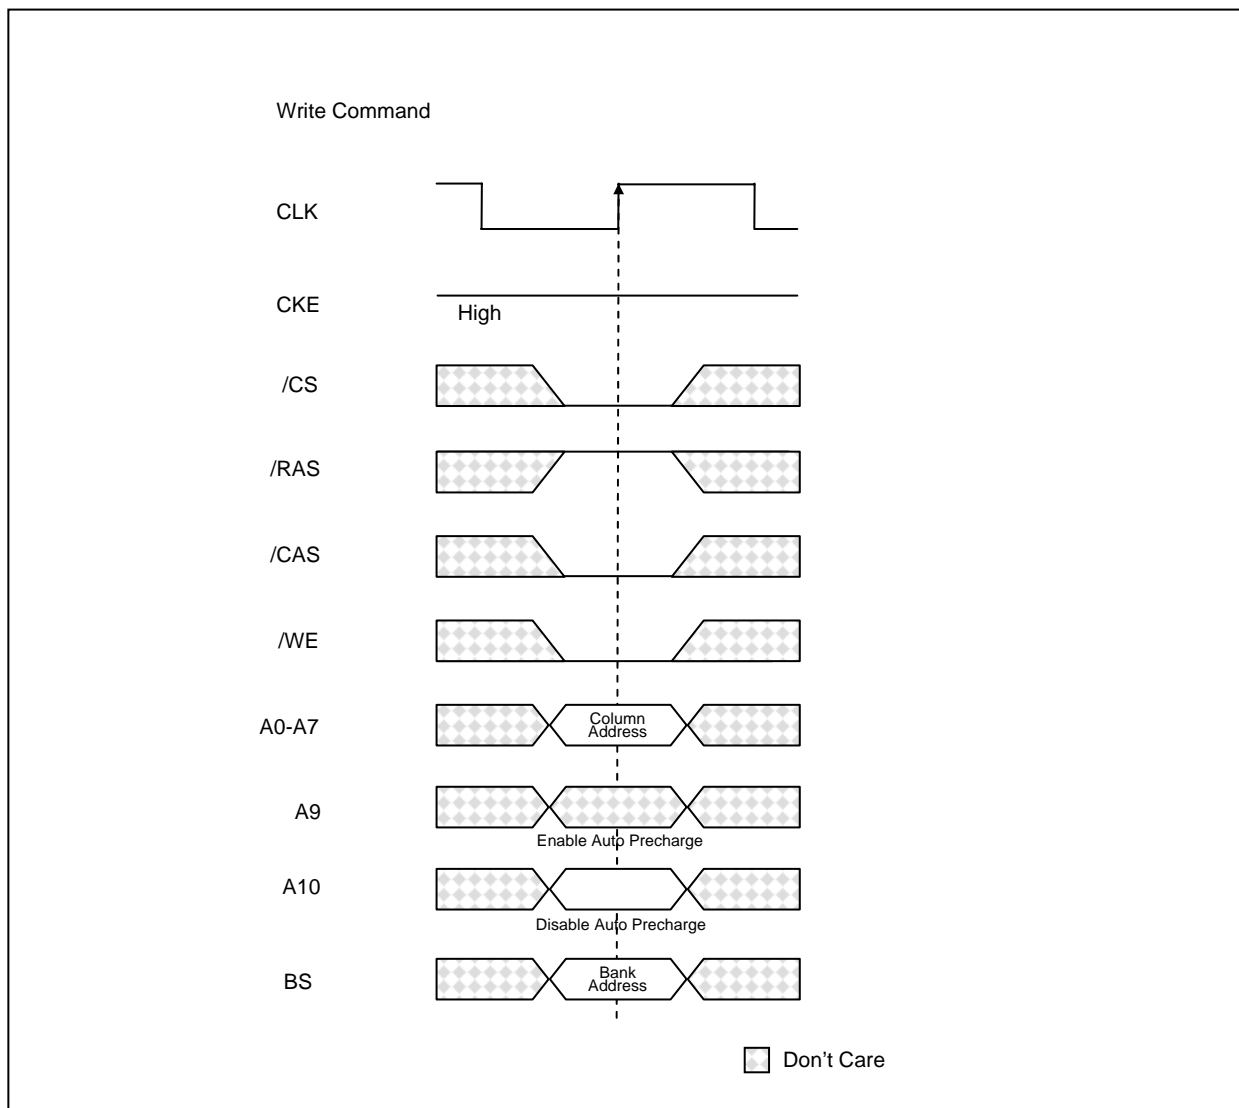 Write Command
CLK
CKE
High
/CS
/RAS
/CAS
/WE
A0-A7
Column
Address
A9
Enable Auto Precharge
A10
Disable Auto Precharge
BS
Bank
Address
Don't Care